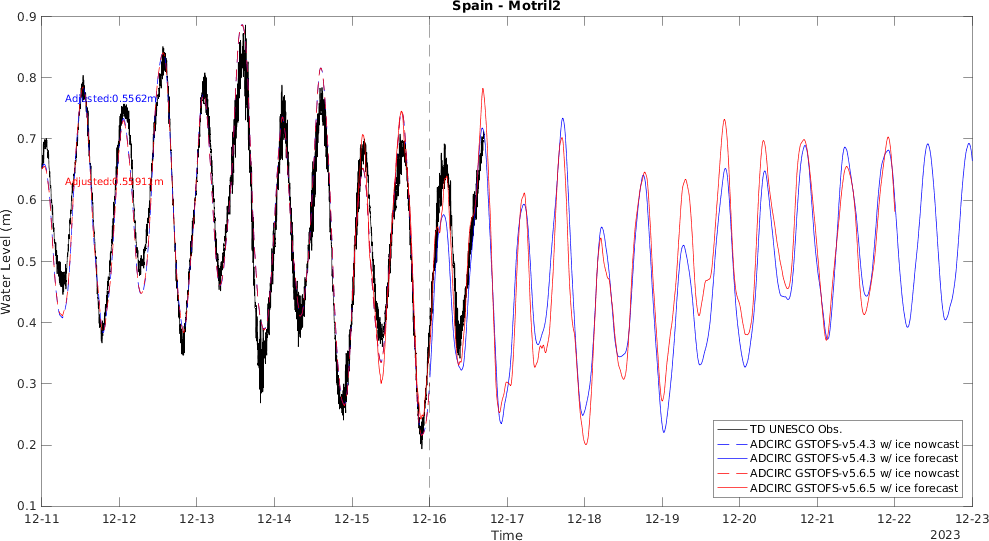 Spain - Motril2
0.9
0.8
0.7
0.6
0.5
0.4
0.3
0.2
0.1
Water Level (m)
Adjusted:0.5562m
Adjusted:0.55911m
TD UNESCO Obs.
ADCIRC GSTOFS-v5.4.3 w/ ice nowcast
ADCIRC GSTOFS-v5.4.3 w/ ice forecast
ADCIRC GSTOFS-v5.6.5 w/ ice nowcast
ADCIRC GSTOFS-v5.6.5 w/ ice forecast
12-11 12-12 12-13 12-14 12-15 12-16 12-17 12-18 12-19 12-20 12-21 12-22 12-23
Time
2023